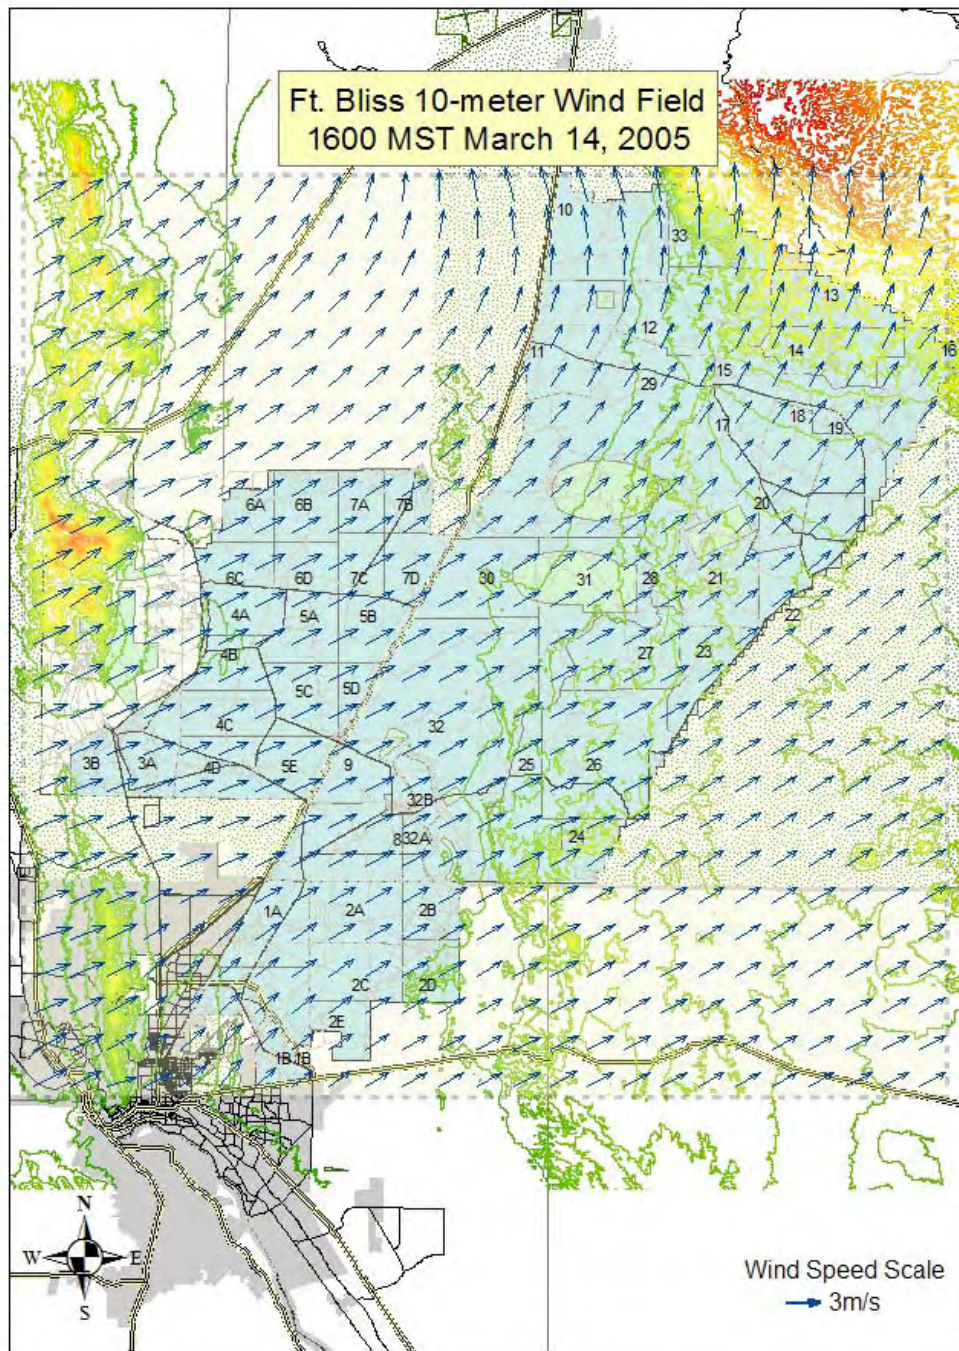 Ft. Bliss 10-meter Wind Field
1600 MST March 14, 2005
10
33
13
12
11
14
16
15
29
17
18
19
6A
6B
7A
7B
20
6C
6D
7C
7D
30
31
28
21
4A
5A
5B
22
4B
27
23
5C
5D
4C
32
3B
3A
4D
5E
9
25
26
32B
8
32A
24
1A
2A
2B
2C
2D
2E
1B
1B
N
W
E
S
Wind Speed Scale
3m/s